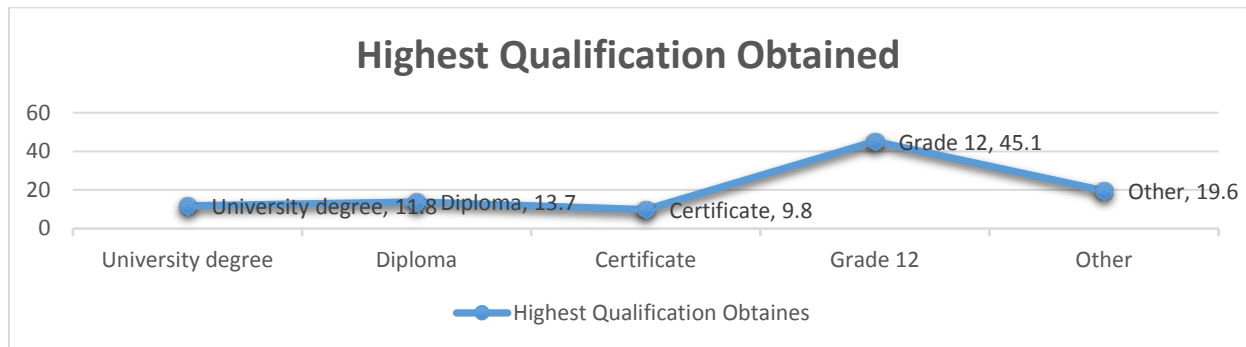 Highest Qualification Obtained
60
40
20
0
University degree, 11.8
Diploma, 13.7
Certificate, 9.8
Grade 12, 45.1
Other, 19.6
University degree
Diploma
Certificate
Grade 12
Other
Highest Qualification Obtaines